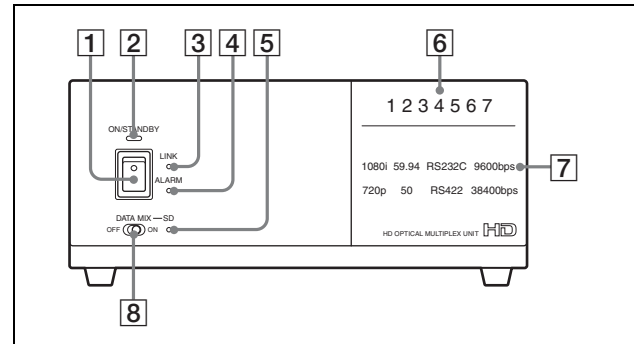 1 2 3 4 5 6
1 2 3 4 5 6 7
ON/STANDBY
LINK
1080i 59.94 RS232C 9600bps 7
ALARM
720p 50 RS422 38400bps
DATA MIX — SD
OFF ON
HD OPTICAL MULTIPLEX UNIT HD
8